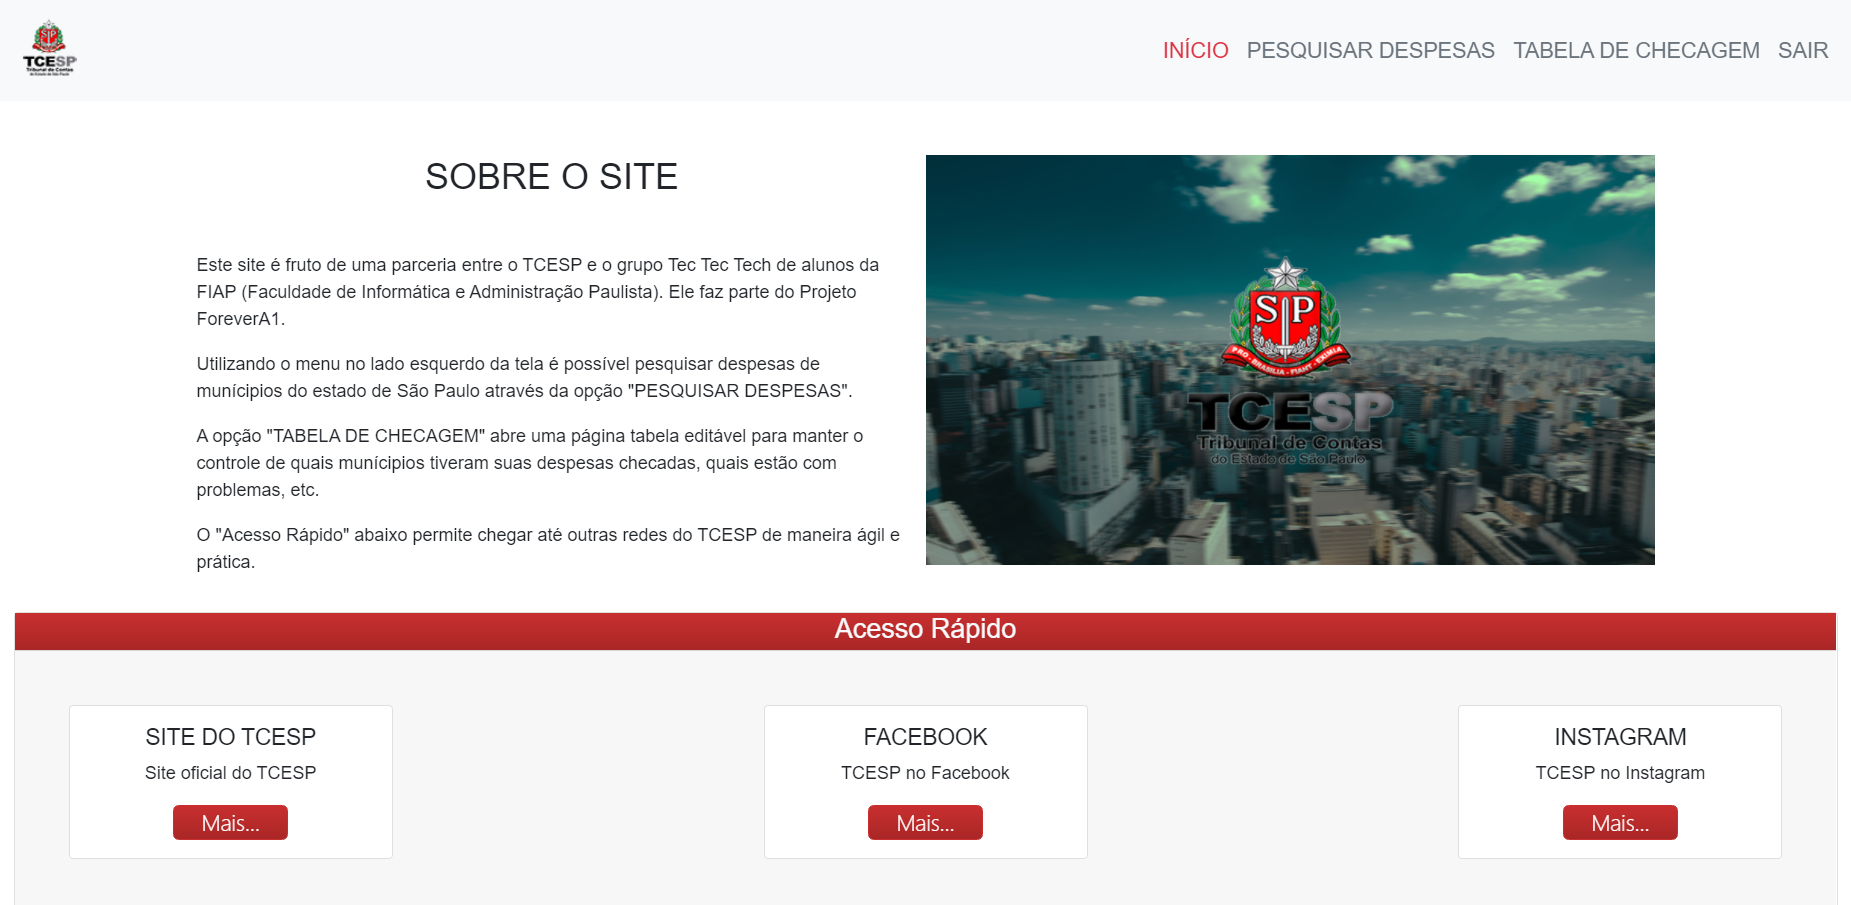 SP
TCESP
Tribunal de Contas
do Estado de São Paulo
INÍCIO PESQUISAR DESPESAS TABELA DE CHECAGEM SAIR
SOBRE O SITE
Este site é fruto de uma parceria entre o TCESP e o grupo Tec Tec Tech de alunos da
FIAP (Faculdade de Informática e Administração Paulista). Ele faz parte do Projeto
ForeverA1.
Utilizando o menu no lado esquerdo da tela é possível pesquisar despesas de
munícipios do estado de São Paulo através da opção "PESQUISAR DESPESAS".
A opção "TABELA DE CHECAGEM" abre uma página tabela editável para manter o
controle de quais munícipios tiveram suas despesas checadas, quais estão com
problemas, etc.
O "Acesso Rápido" abaixo permite chegar até outras redes do TCESP de maneira ágil e
prática.
SP
PRO · BRASILIA · FIANT · EXIMIA
TCESP
Tribunal de Contas
do Estado de São Paulo
Acesso Rápido
SITE DO TCESP
Site oficial do TCESP
Mais...
FACEBOOK
TCESP no Facebook
Mais...
INSTAGRAM
TCESP no Instagram
Mais...